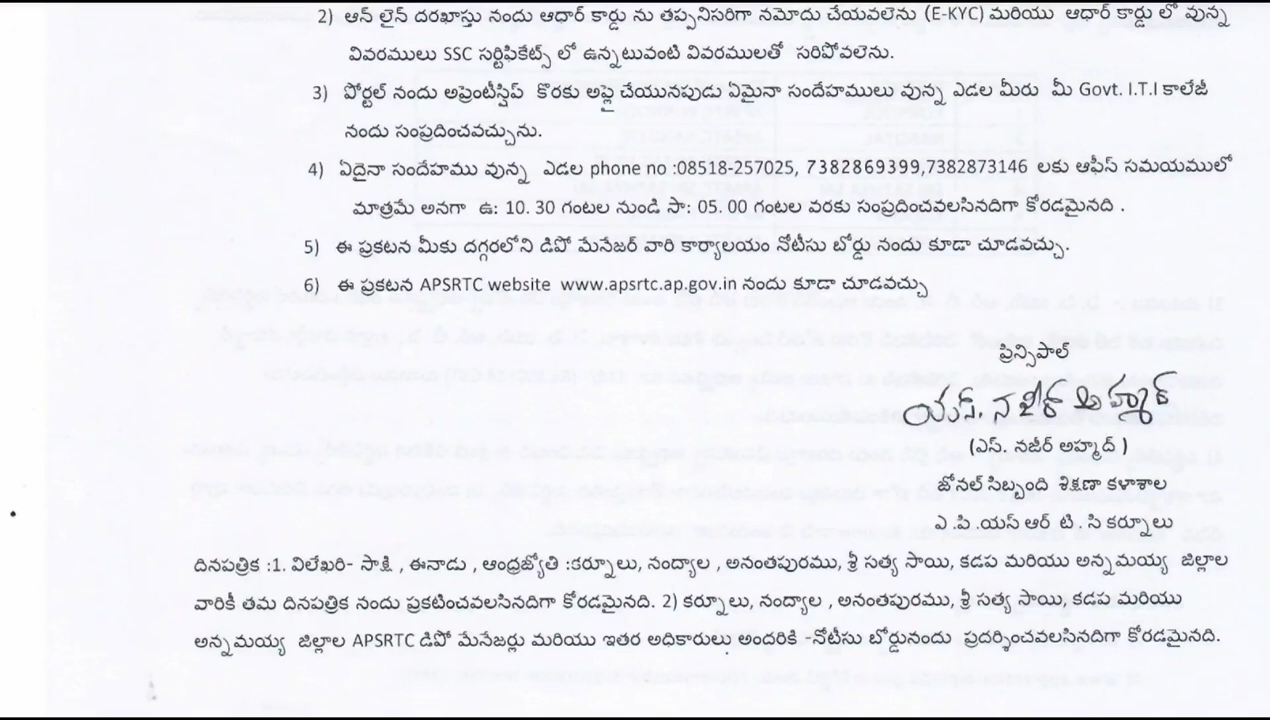 2) ఆన్ లైన్ దరఖాస్తు నందు ఆధార్ కార్డు ను తప్పనిసరిగా నమోదు చేయవలెను (E-KYC) మరియు ఆధార్ కార్డు లో వున్న
వివరములు SSC సర్టిఫికేట్స్ లో ఉన్నటువంటి వివరములతో సరిపోవలెను.
3) పోర్టల్ నందు అప్రెంటీస్షిప్ కొరకు అప్లై చేయునపుడు ఏమైనా సందేహములు వున్న ఎడల మీరు మీ Govt. I.T.I కాలేజీ
నందు సంప్రదించవచ్చును.
4) ఏదైనా సందేహము వున్న ఎడల phone no :08518-257025, 7382869399,7382873146 లకు ఆఫీస్ సమయములో
మాత్రమే అనగా ఉ: 10. 30 గంటల నుండి సా: 05. 00 గంటల వరకు సంప్రదించవలసినదిగా కోరడమైనది .
5) ఈ ప్రకటన మీకు దగ్గరలోని డిపో మేనేజర్ వారి కార్యాలయం నోటీసు బోర్డు నందు కూడా చూడవచ్చు.
6) ఈ ప్రకటన APSRTC website www.apsrtc.ap.gov.in నందు కూడా చూడవచ్చు
ప్రిన్సిపాల్
యస్. నజీర్ అహ్మద్
(ఎస్. నజీర్ అహ్మద్ )
జోనల్ సిబ్బంది శిక్షణా కళాశాల
ఎ .పి .యస్ ఆర్ టి . సి కర్నూలు
దినపత్రిక :1. విలేఖరి- సాక్షి , ఈనాడు , ఆంధ్రజ్యోతి :కర్నూలు, నంద్యాల , అనంతపురము, శ్రీ సత్య సాయి, కడప మరియు అన్నమయ్య జిల్లాల
వారికీ తమ దినపత్రిక నందు ప్రకటించవలసినదిగా కోరడమైనది. 2) కర్నూలు, నంద్యాల , అనంతపురము, శ్రీ సత్య సాయి, కడప మరియు
అన్నమయ్య జిల్లాల APSRTC డిపో మేనేజర్లు మరియు ఇతర అధికారులు అందరికి -నోటీసు బోర్డునందు ప్రదర్శించవలసినదిగా కోరడమైనది.